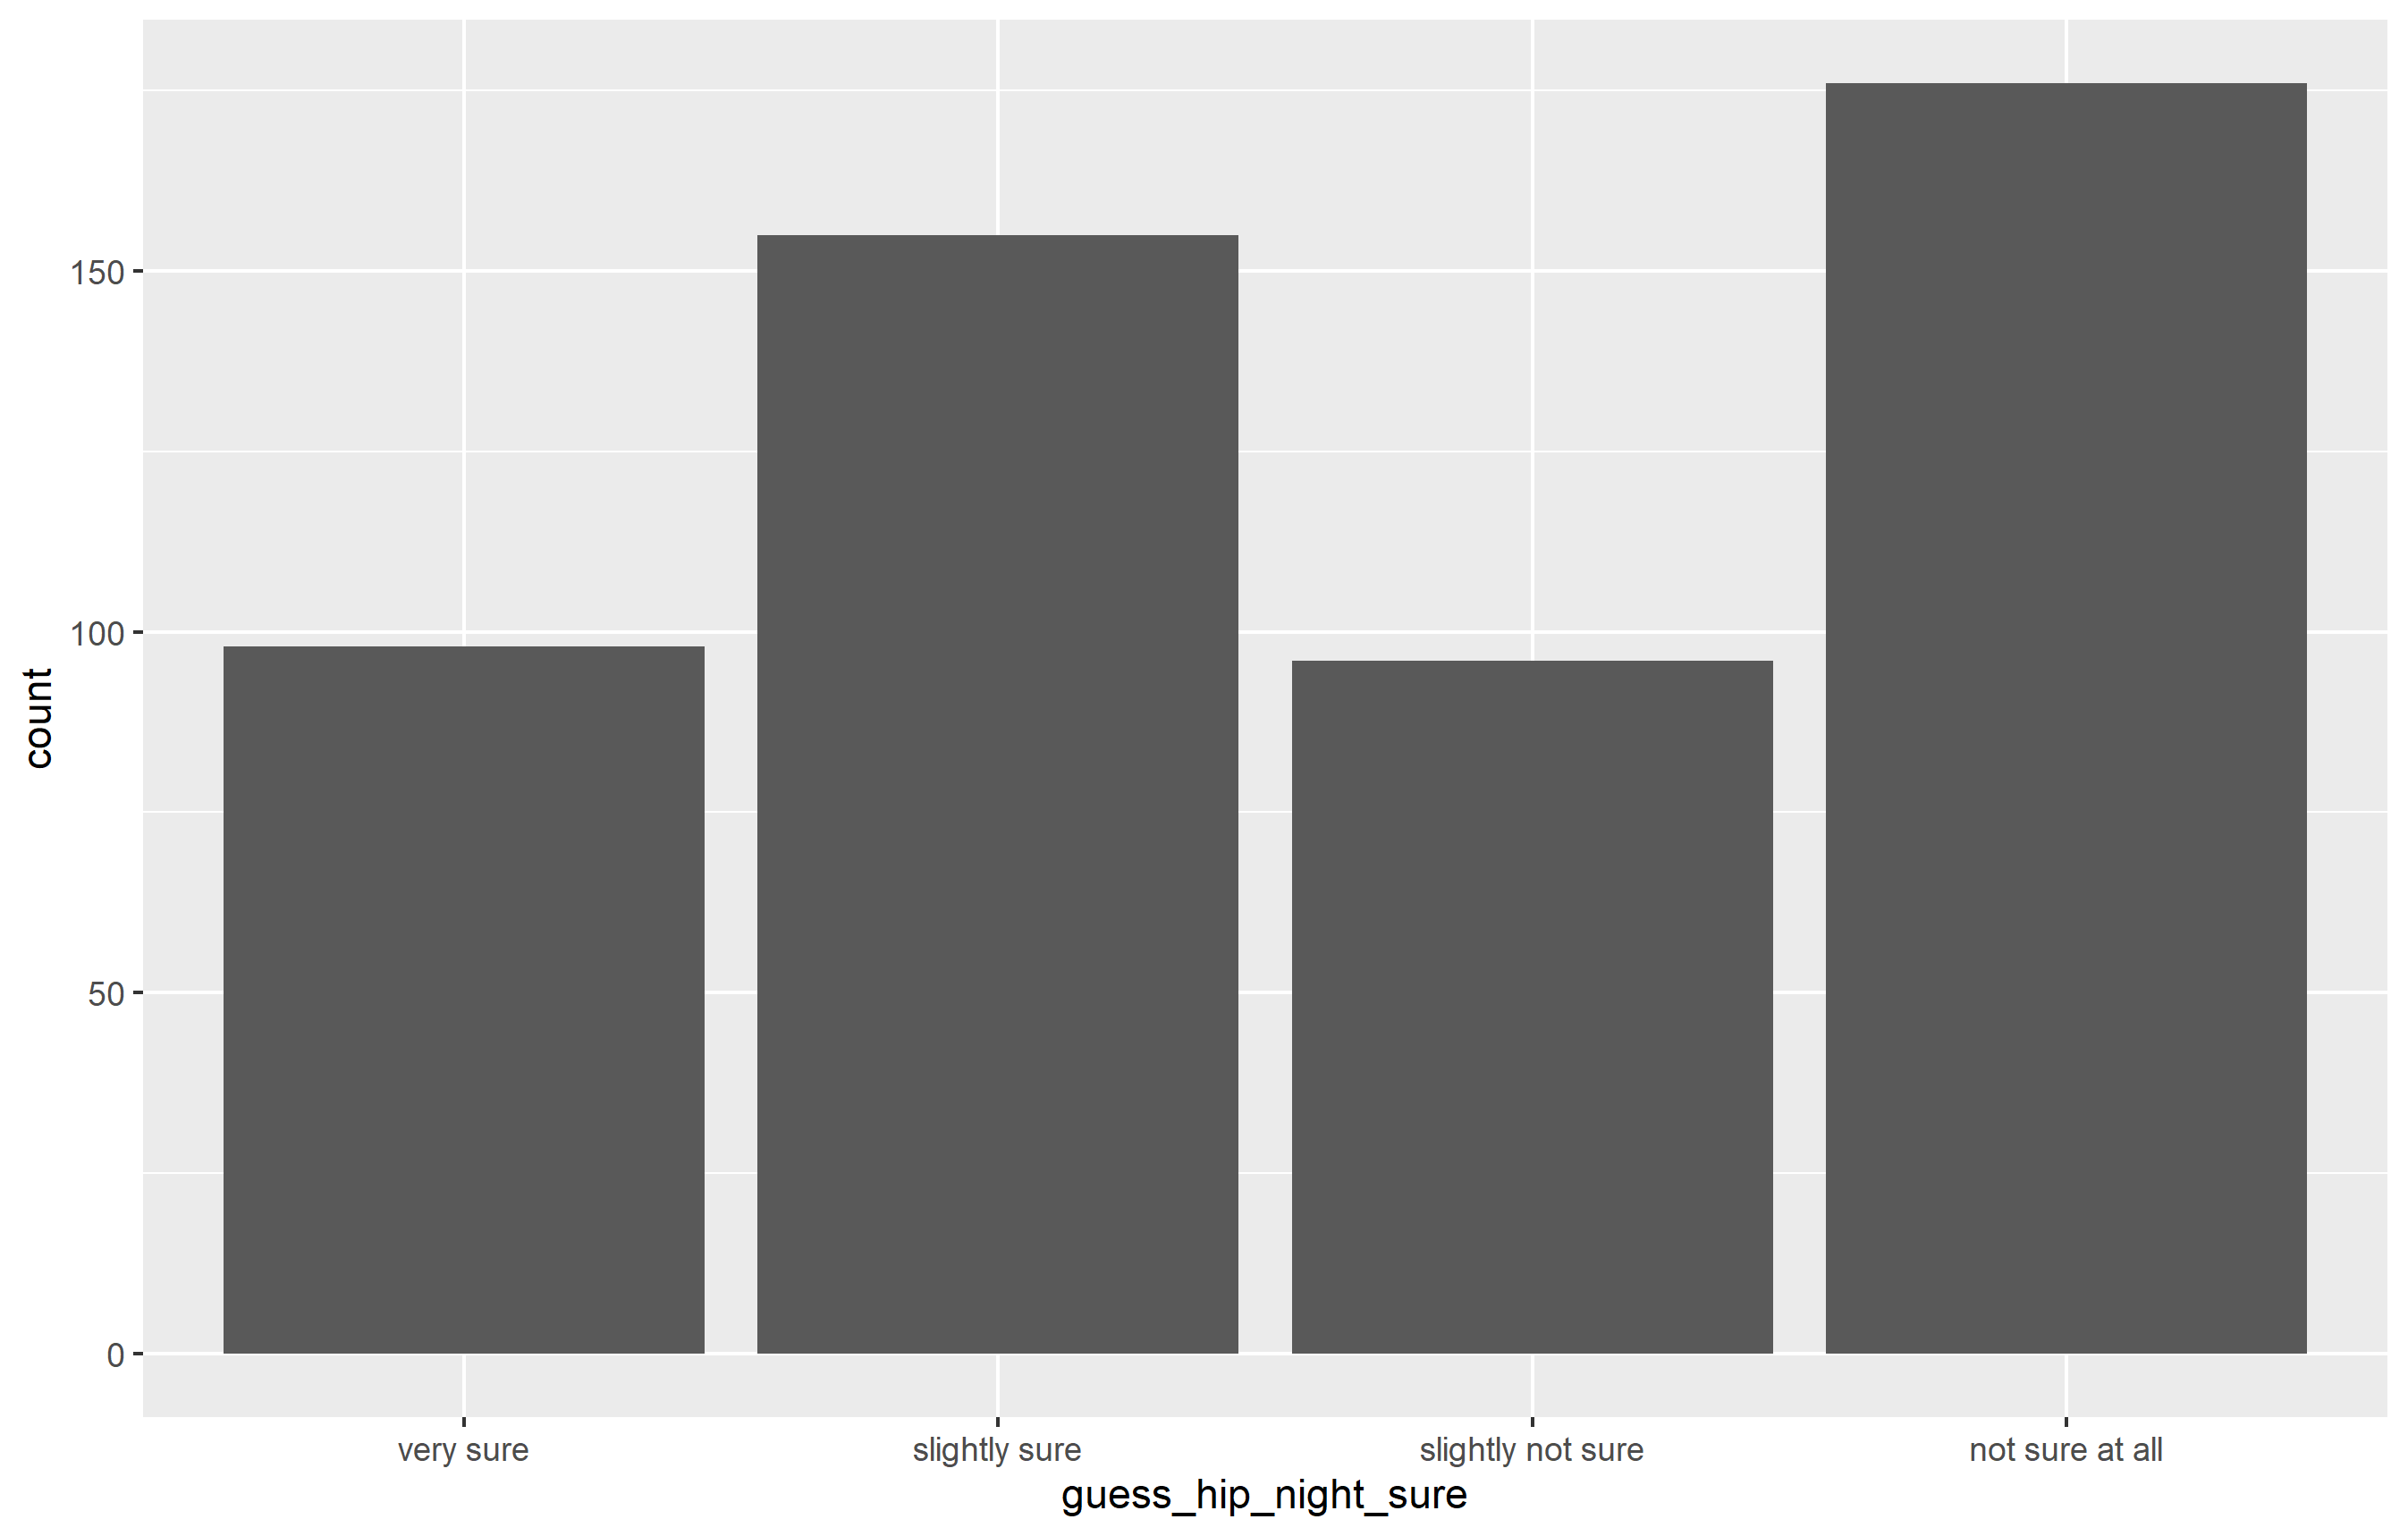 150
100
50
0
count
very sure
slightly sure
slightly not sure
not sure at all
guess_hip_night_sure